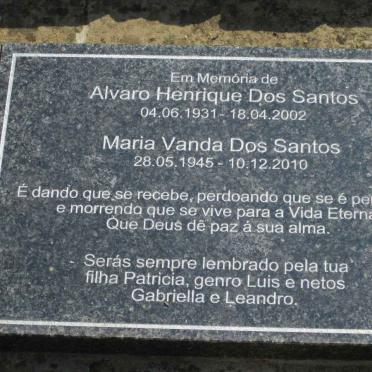 Em Memória de
Alvaro Henrique Dos Santos
04.06.1931 - 18.04.2002
Maria Vanda Dos Santos
28.05.1945 - 10.12.2010
É dando que se recebe, perdoando que se é
e morrendo que se vive para a Vida Eterna
Que Deus dê paz á sua alma.
- Serás sempre lembrado pela tua
filha Patricia, genro Luis e netos
Gabriella e Leandro.